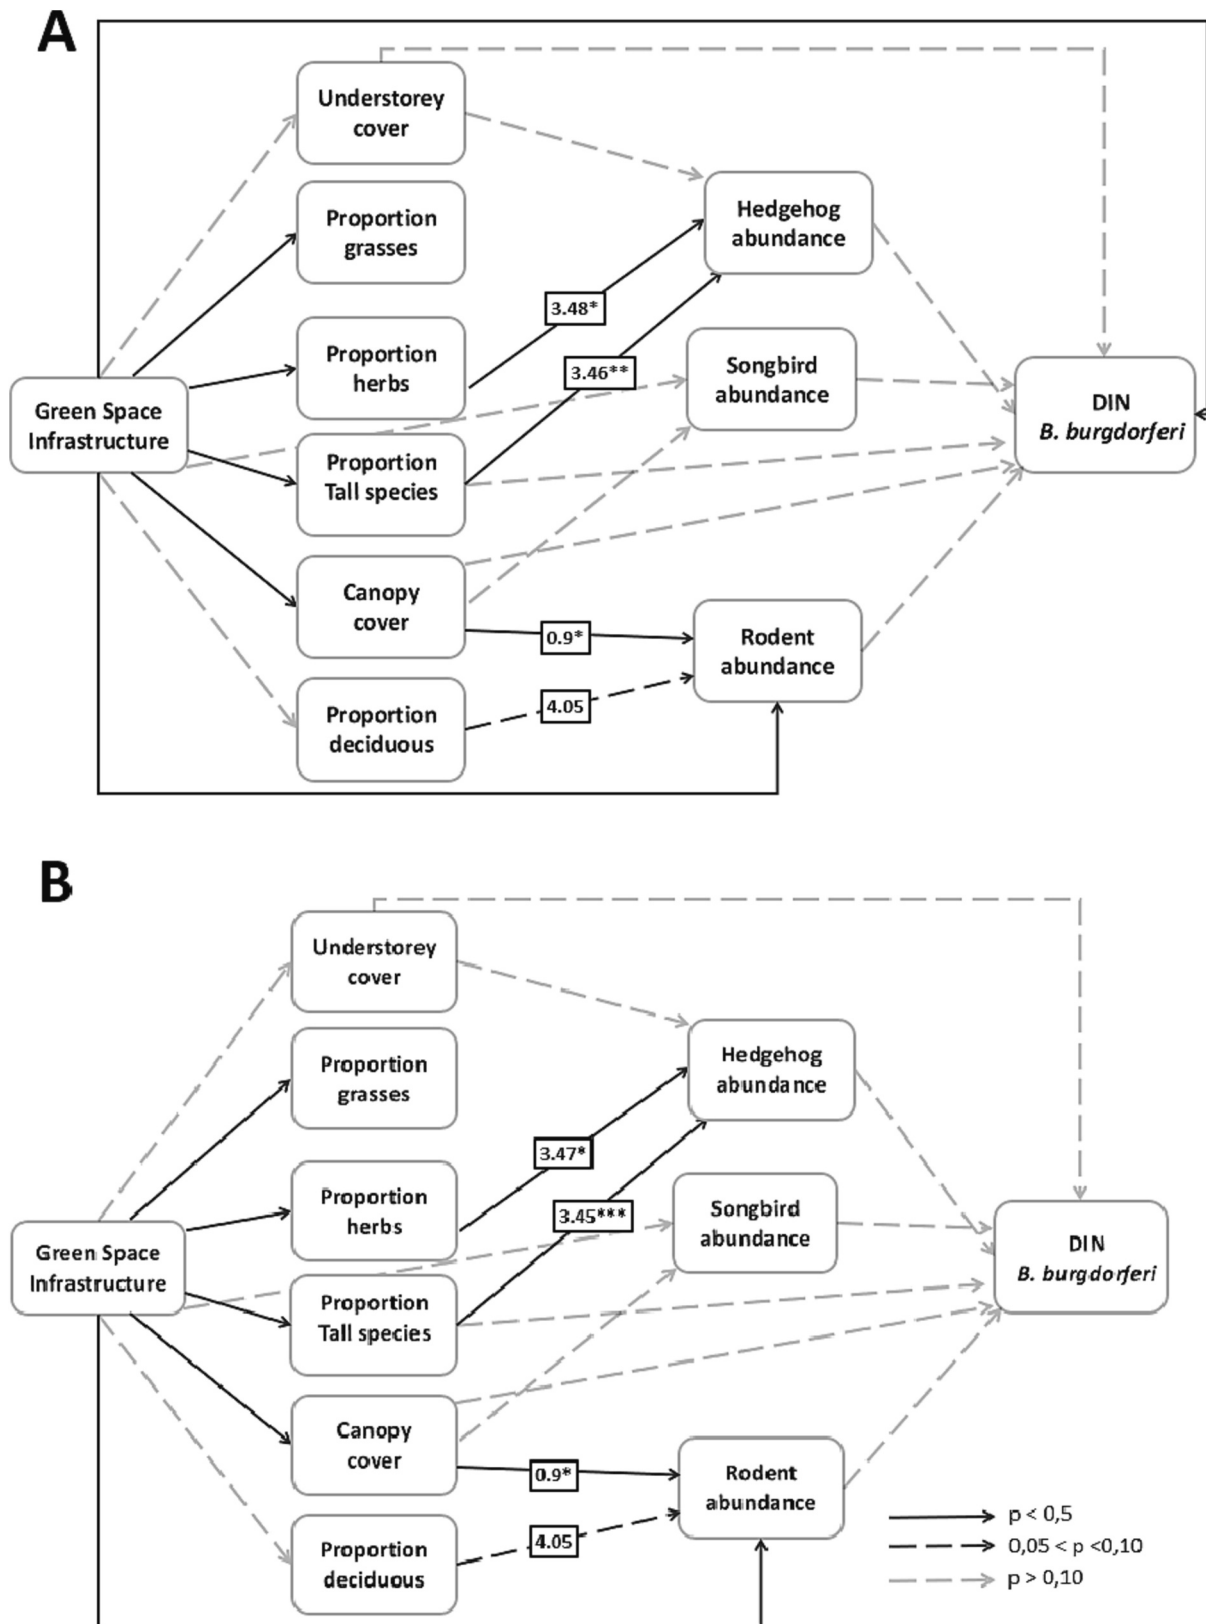 A
Understorey
cover
Proportion
grasses
Hedgehog
abundance
3.48*
Proportion
herbs
3.46**
Songbird
abundance
Green Space
Infrastructure
DIN
B. burgdorferi
Proportion
Tall species
Canopy
cover
0.9*
Rodent
abundance
4.05
Proportion
deciduous
B
Understorey
cover
Proportion
grasses
Hedgehog
abundance
3.47*
Proportion
herbs
3.45***
Songbird
abundance
Green Space
Infrastructure
DIN
B. burgdorferi
Proportion
Tall species
Canopy
cover
0.9*
Rodent
abundance
4.05
Proportion
deciduous
p < 0,5
0,05 < p <0,10
p > 0,10